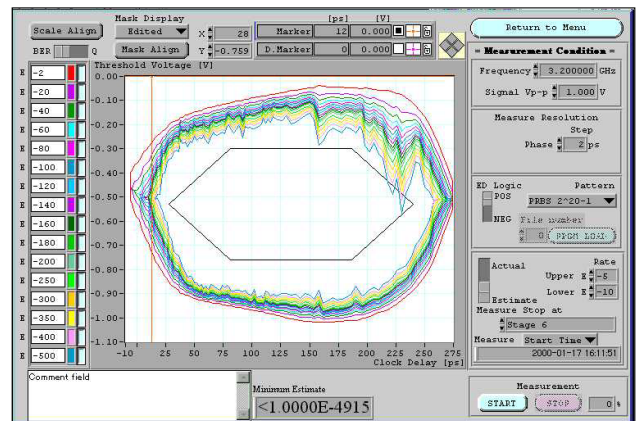 Scale Align
Mask Display
Edited
BER Q
Mask Align
X 28
Y -0.759
[ps] [V]
Marker 12 0.000
D.Marker 0 0.000
Return to Menu
Threshold Voltage [V]
E -2
E -20
E -40
E -60
E -80
E -100
E -120
E -140
E -160
E -180
E -200
E -250
E -300
E -350
E -400
E -500
0.00
-0.10
-0.20
-0.30
-0.40
-0.50
-0.60
-0.70
-0.80
-0.90
-1.00
-1.10
-10 25 50 75 100 125 150 175 200 225 250 275
Clock Delay [ps]
= Measurement Condition =
Frequency 3.200000 GHz
Signal Vp-p 1.000 V
Measure Resolution
Step
Phase 2 ps
ED Logic Pattern
POS
PRBS 2^20-1
NEG File number
0 PRGM LOAD
Actual Rate
Upper E -5
Lower E -10
Estimate
Measure Stop at
Stage 6
Measure Start Time
2000-01-17 16:11:51
Comment field
Minimum Estimate
<1.0000E-4915
Measurement
START STOP 0 %